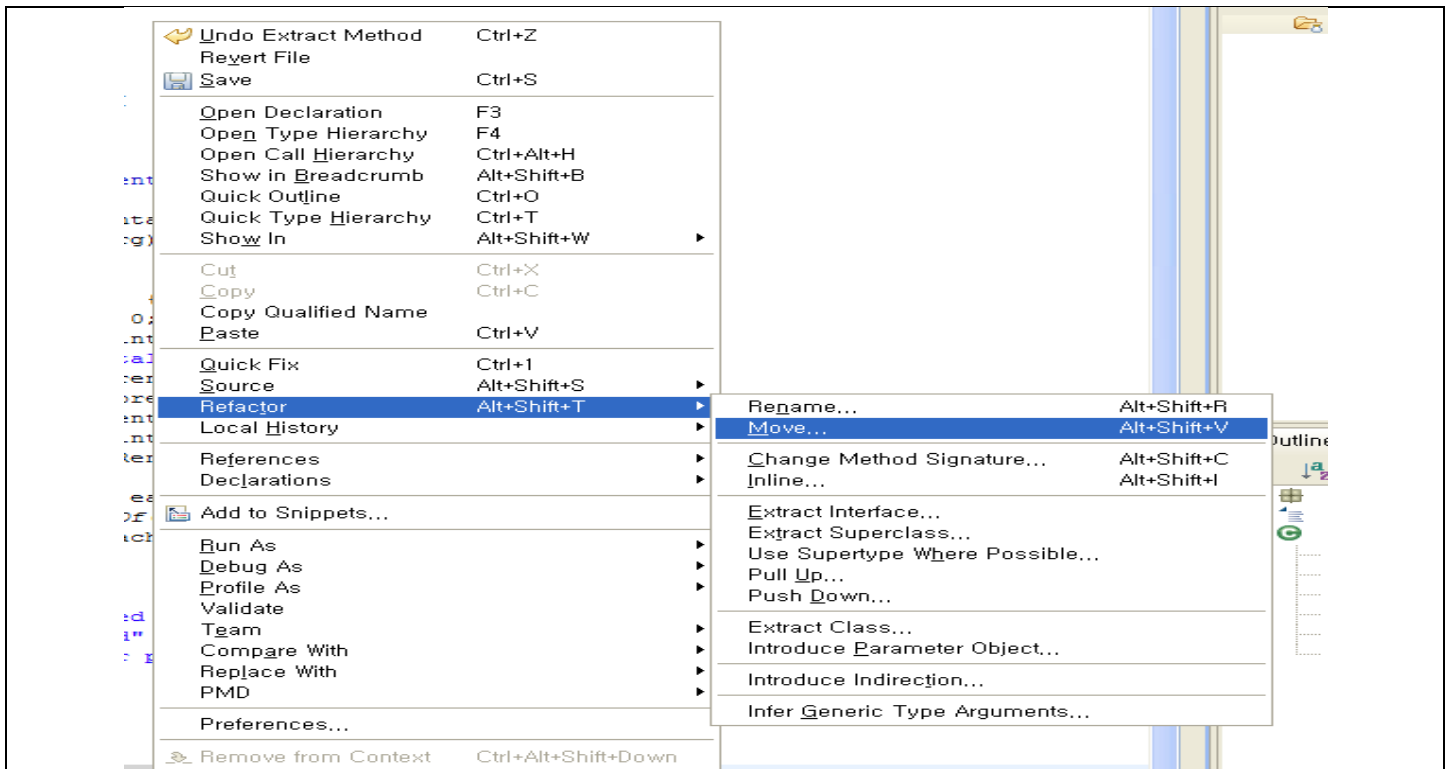 Undo Extract Method Ctrl+Z
Revert File
Save Ctrl+S
Open Declaration F3
Open Type Hierarchy F4
Open Call Hierarchy Ctrl+Alt+H
Show in Breadcrumb Alt+Shift+B
Quick Outline Ctrl+O
Quick Type Hierarchy Ctrl+T
Show In Alt+Shift+W
Cut Ctrl+X
Copy Ctrl+C
Copy Qualified Name
Paste Ctrl+V
Quick Fix Ctrl+1
Source Alt+Shift+S
Refactor Alt+Shift+T
Local History
References
Declarations
Add to Snippets...
Run As
Debug As
Profile As
Validate
Team
Compare With
Replace With
PMD
Preferences...
Remove from Context Ctrl+Alt+Shift+Down
Rename... Alt+Shift+R
Move... Alt+Shift+V
Change Method Signature... Alt+Shift+C
Inline... Alt+Shift+I
Extract Interface...
Extract Superclass...
Use Supertype Where Possible...
Pull Up...
Push Down...
Extract Class...
Introduce Parameter Object...
Introduce Indirection...
Infer Generic Type Arguments...